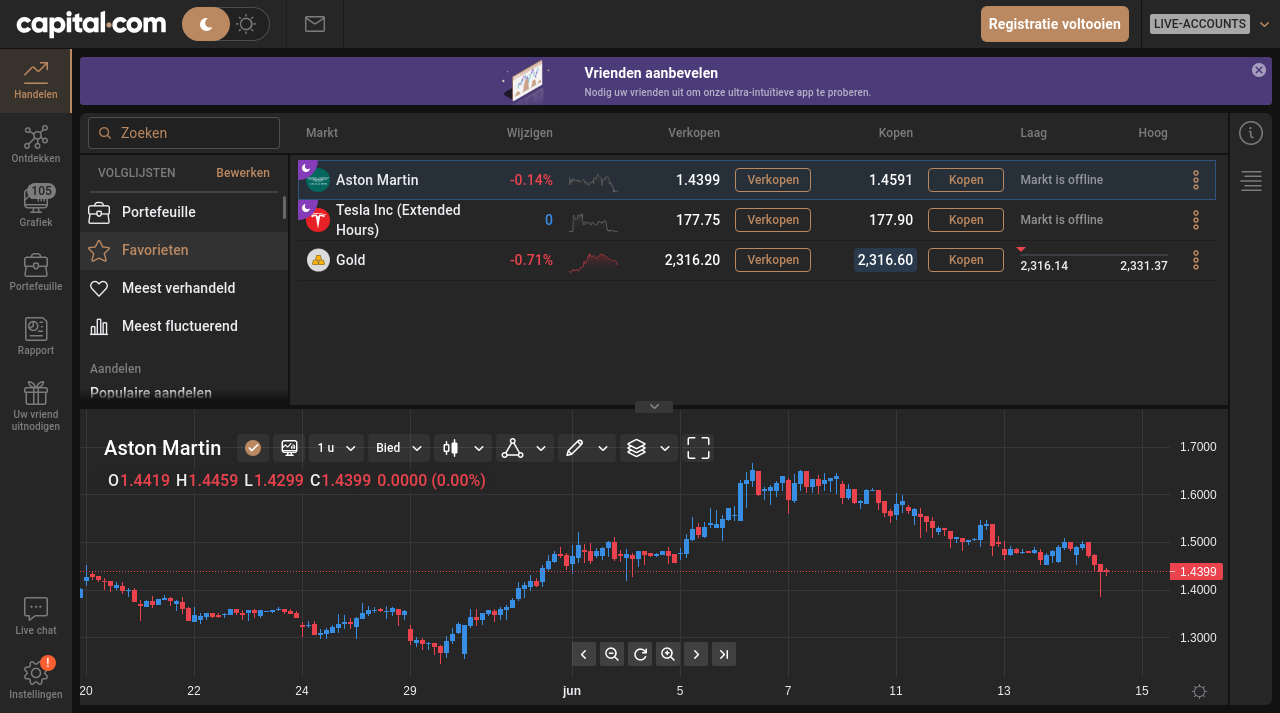 capital.com
Registratie voltooien
LIVE-ACCOUNTS
Handelen
Vrienden aanbevelen
Nodig uw vrienden uit om onze ultra-intuïtieve app te proberen.
Zoeken
Markt Wijzigen Verkopen Kopen Laag Hoog
Ontdekken
VOLGLIJSTEN Bewerken
Aston Martin -0.14% 1.4399 Verkopen 1.4591 Kopen Markt is offline
105
Grafiek
Portefeuille
Tesla Inc (Extended
Hours) 0 177.75 Verkopen 177.90 Kopen Markt is offline
Favorieten
Gold -0.71% 2,316.20 Verkopen 2,316.60 Kopen 2,316.14 2,331.37
Portefeuille
Meest verhandeld
Meest fluctuerend
Rapport
Aandelen
Populaire aandelen
Uw vriend
uitnodigen
Aston Martin 1 u Bied
O1.4419 H1.4459 L1.4299 C1.4399 0.0000 (0.00%)
1.7000
1.6000
1.5000
1.4399
1.4000
1.3000
Live chat
!
Instellingen
20 22 24 29 jun 5 7 11 13 15